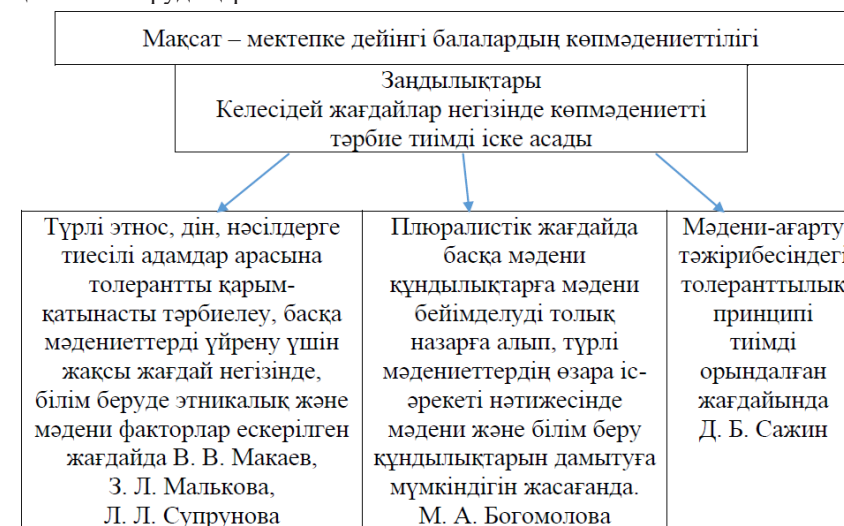 Мақсат – мектепке дейінгі балалардың көпмәдениеттілігі
Заңдылықтары
Келесідей жағдайлар негізінде көпмәдениетті
тәрбие тиімді іске асады
Түрлі этнос, дін, нәсілдерге
тиесілі адамдар арасына
толерантты қарым-
қатынасты тәрбиелеу, басқа
мәдениеттерді үйрену үшін
жақсы жағдай негізінде,
білім беруде этникалық және
мәдени факторлар ескерілген
жағдайда В. В. Макаев,
З. Л. Малькова,
Л. Л. Супрунова
Плюралистік жағдайда
басқа мәдени
құндылықтарға мәдени
бейімделуді толық
назарға алып, түрлі
мәдениеттердің өзара іс-
әрекеті нәтижесінде
мәдени және білім беру
құндылықтарын дамытуға
мүмкіндігін жасағанда.
М. А. Богомолова
Мәдени-ағарту
тәжірибесіндегі
толеранттылық
принципі
тиімді
орындалған
жағдайында
Д. Б. Сажин